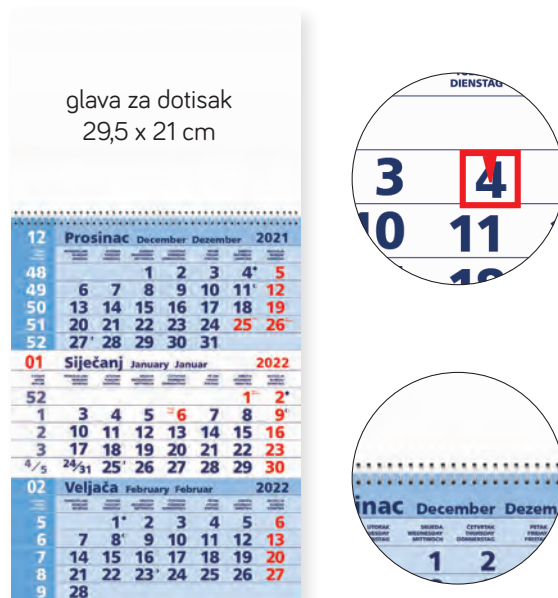 glava za dotisak
29,5 x 21 cm
12 Prosinac December Dezember 2021
48 1 2 3 4 5
49 6 7 8 9 10 11 12
50 13 14 15 16 17 18 19
51 20 21 22 23 24 25 26
52 27 28 29 30 31
01 Siječanj January Januar 2022
52 1 2
1 3 4 5 6 7 8 9
2 10 11 12 13 14 15 16
3 17 18 19 20 21 22 23
4/5 24/31 25 26 27 28 29 30
02 Veljača February Februar 2022
5 1 2 3 4 5 6
6 7 8 9 10 11 12 13
7 14 15 16 17 18 19 20
8 21 22 23 24 25 26 27
9 28
DIENSTAG
3 4
10 11
18
inac December Dezem
UTORAK SRIJEDA ČETVRTAK PETAK
WEDNESDAY THURSDAY
MITTWOCH DONNERSTAG
1 2